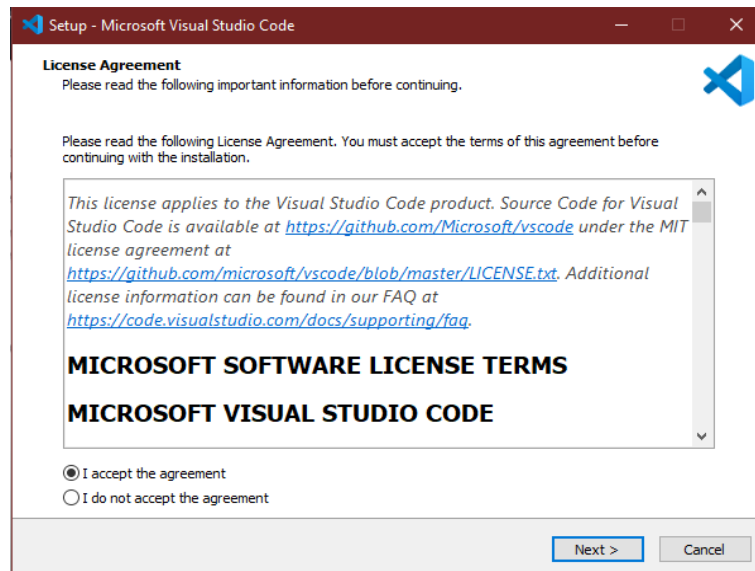 Setup - Microsoft Visual Studio Code
License Agreement
Please read the following important information before continuing.
Please read the following License Agreement. You must accept the terms of this agreement before
continuing with the installation.
This license applies to the Visual Studio Code product. Source Code for Visual
Studio Code is available at https://github.com/Microsoft/vscode under the MIT
license agreement at
https://github.com/microsoft/vscode/blob/master/LICENSE.txt. Additional
license information can be found in our FAQ at
https://code.visualstudio.com/docs/supporting/faq.
MICROSOFT SOFTWARE LICENSE TERMS
MICROSOFT VISUAL STUDIO CODE
I accept the agreement
I do not accept the agreement
Next >
Cancel